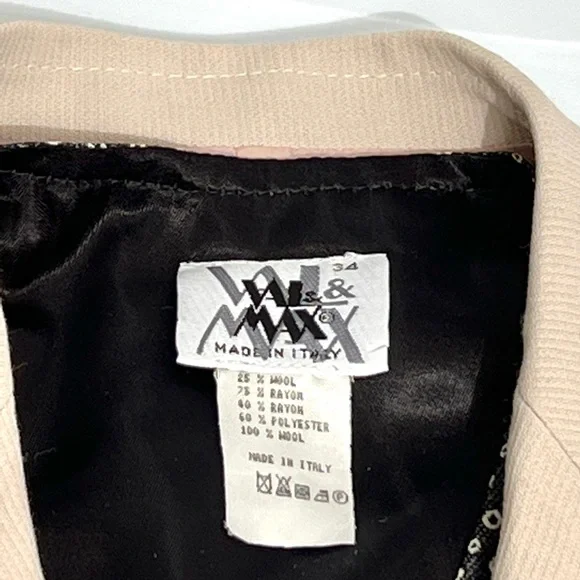 34
VAL &
MAX ©
MADE IN ITALY
25 % WOOL
75 % RAYON
40 % RAYON
60 % POLYESTER
100 % WOOL
MADE IN ITALY
P